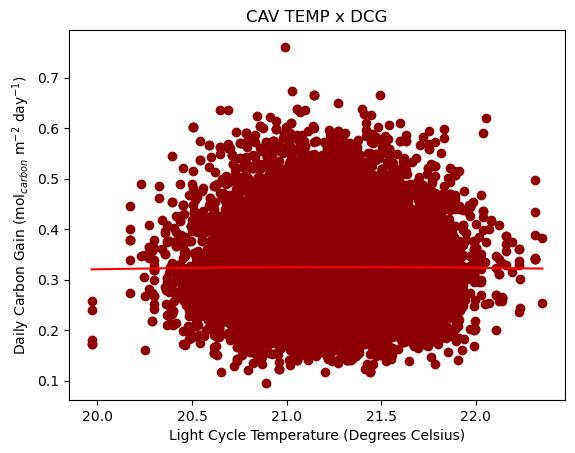 CAV TEMP x DCG
Daily Carbon Gain (mol_carbon m⁻² day⁻¹)
0.7
0.6
0.5
0.4
0.3
0.2
0.1
20.0 20.5 21.0 21.5 22.0
Light Cycle Temperature (Degrees Celsius)